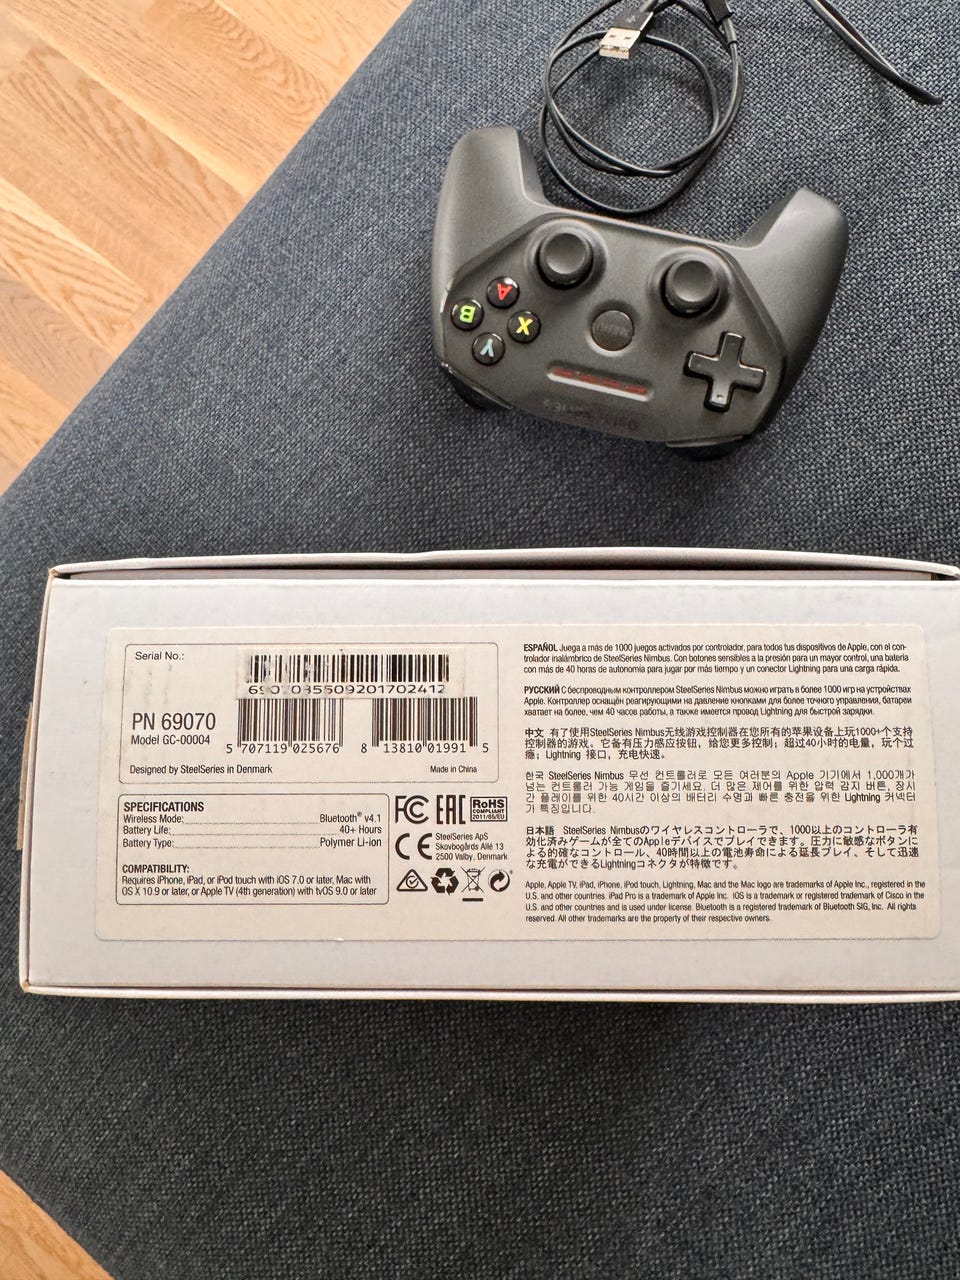 A
B
X
Y
MENU
Serial No.:
6907035509201702412
PN 69070
Model GC-00004
5 707119 025676
8 13810 01991 5
Designed by SteelSeries in Denmark
Made in China
SPECIFICATIONS
Wireless Mode: Bluetooth® v4.1
Battery Life: 40+ Hours
Battery Type: Polymer Li-ion
COMPATIBILITY:
Requires iPhone, iPad, or iPod touch with iOS 7.0 or later, Mac with
OS X 10.9 or later, or Apple TV (4th generation) with tvOS 9.0 or later
FC EAC RoHS
COMPLIANT
2011/65/EU
CE
SteelSeries ApS
Skovbogårds Allé 13
2500 Valby, Denmark
ESPAÑOL Juega a más de 1000 juegos activados por controlador, para todos tus dispositivos de Apple, con el con-
trolador inalámbrico de SteelSeries Nimbus. Con botones sensibles a la presión para un mayor control, una batería
con más de 40 horas de autonomía para jugar por más tiempo y un conector Lightning para una carga rápida.
РУССКИЙ С беспроводным контроллером SteelSeries Nimbus можно играть в более 1000 игр на устройствах
Apple. Контроллер оснащён реагирующими на давление кнопками для более точного управления, батареи
хватает на более, чем 40 часов работы, а также имеется провод Lightning для быстрой зарядки.
中文 有了使用SteelSeries Nimbus无线游戏控制器在您所有的苹果设备上玩1000+个支持
控制器的游戏。它备有压力感应按钮，给您更多控制；超过40小时的电量，玩个过
瘾；Lightning 接口，充电快速。
한국 SteelSeries Nimbus 무선 컨트롤러로 모든 여러분의 Apple 기기에서 1,000개가
넘는 컨트롤러 가능 게임을 즐기세요. 더 많은 제어를 위한 압력 감지 버튼, 장시
간 플레이를 위한 40시간 이상의 배터리 수명과 빠른 충전을 위한 Lightning 커넥터
가 특징입니다.
日本語 SteelSeries Nimbusのワイヤレスコントローラで、1000以上のコントローラ有
効化済みゲームが全てのAppleデバイスでプレイできます。圧力に敏感なボタンに
よる的確なコントロール、40時間以上の電池寿命による延長プレイ、そして迅速
な充電ができるLightningコネクタが特徴です。
Apple, Apple TV, iPad, iPhone, iPod touch, Lightning, Mac and the Mac logo are trademarks of Apple Inc., registered in the
U.S. and other countries. iPad Pro is a trademark of Apple Inc. iOS is a trademark or registered trademark of Cisco in the
U.S. and other countries and is used under license. Bluetooth is a registered trademark of Bluetooth SIG, Inc. All rights
reserved. All other trademarks are the property of their respective owners.